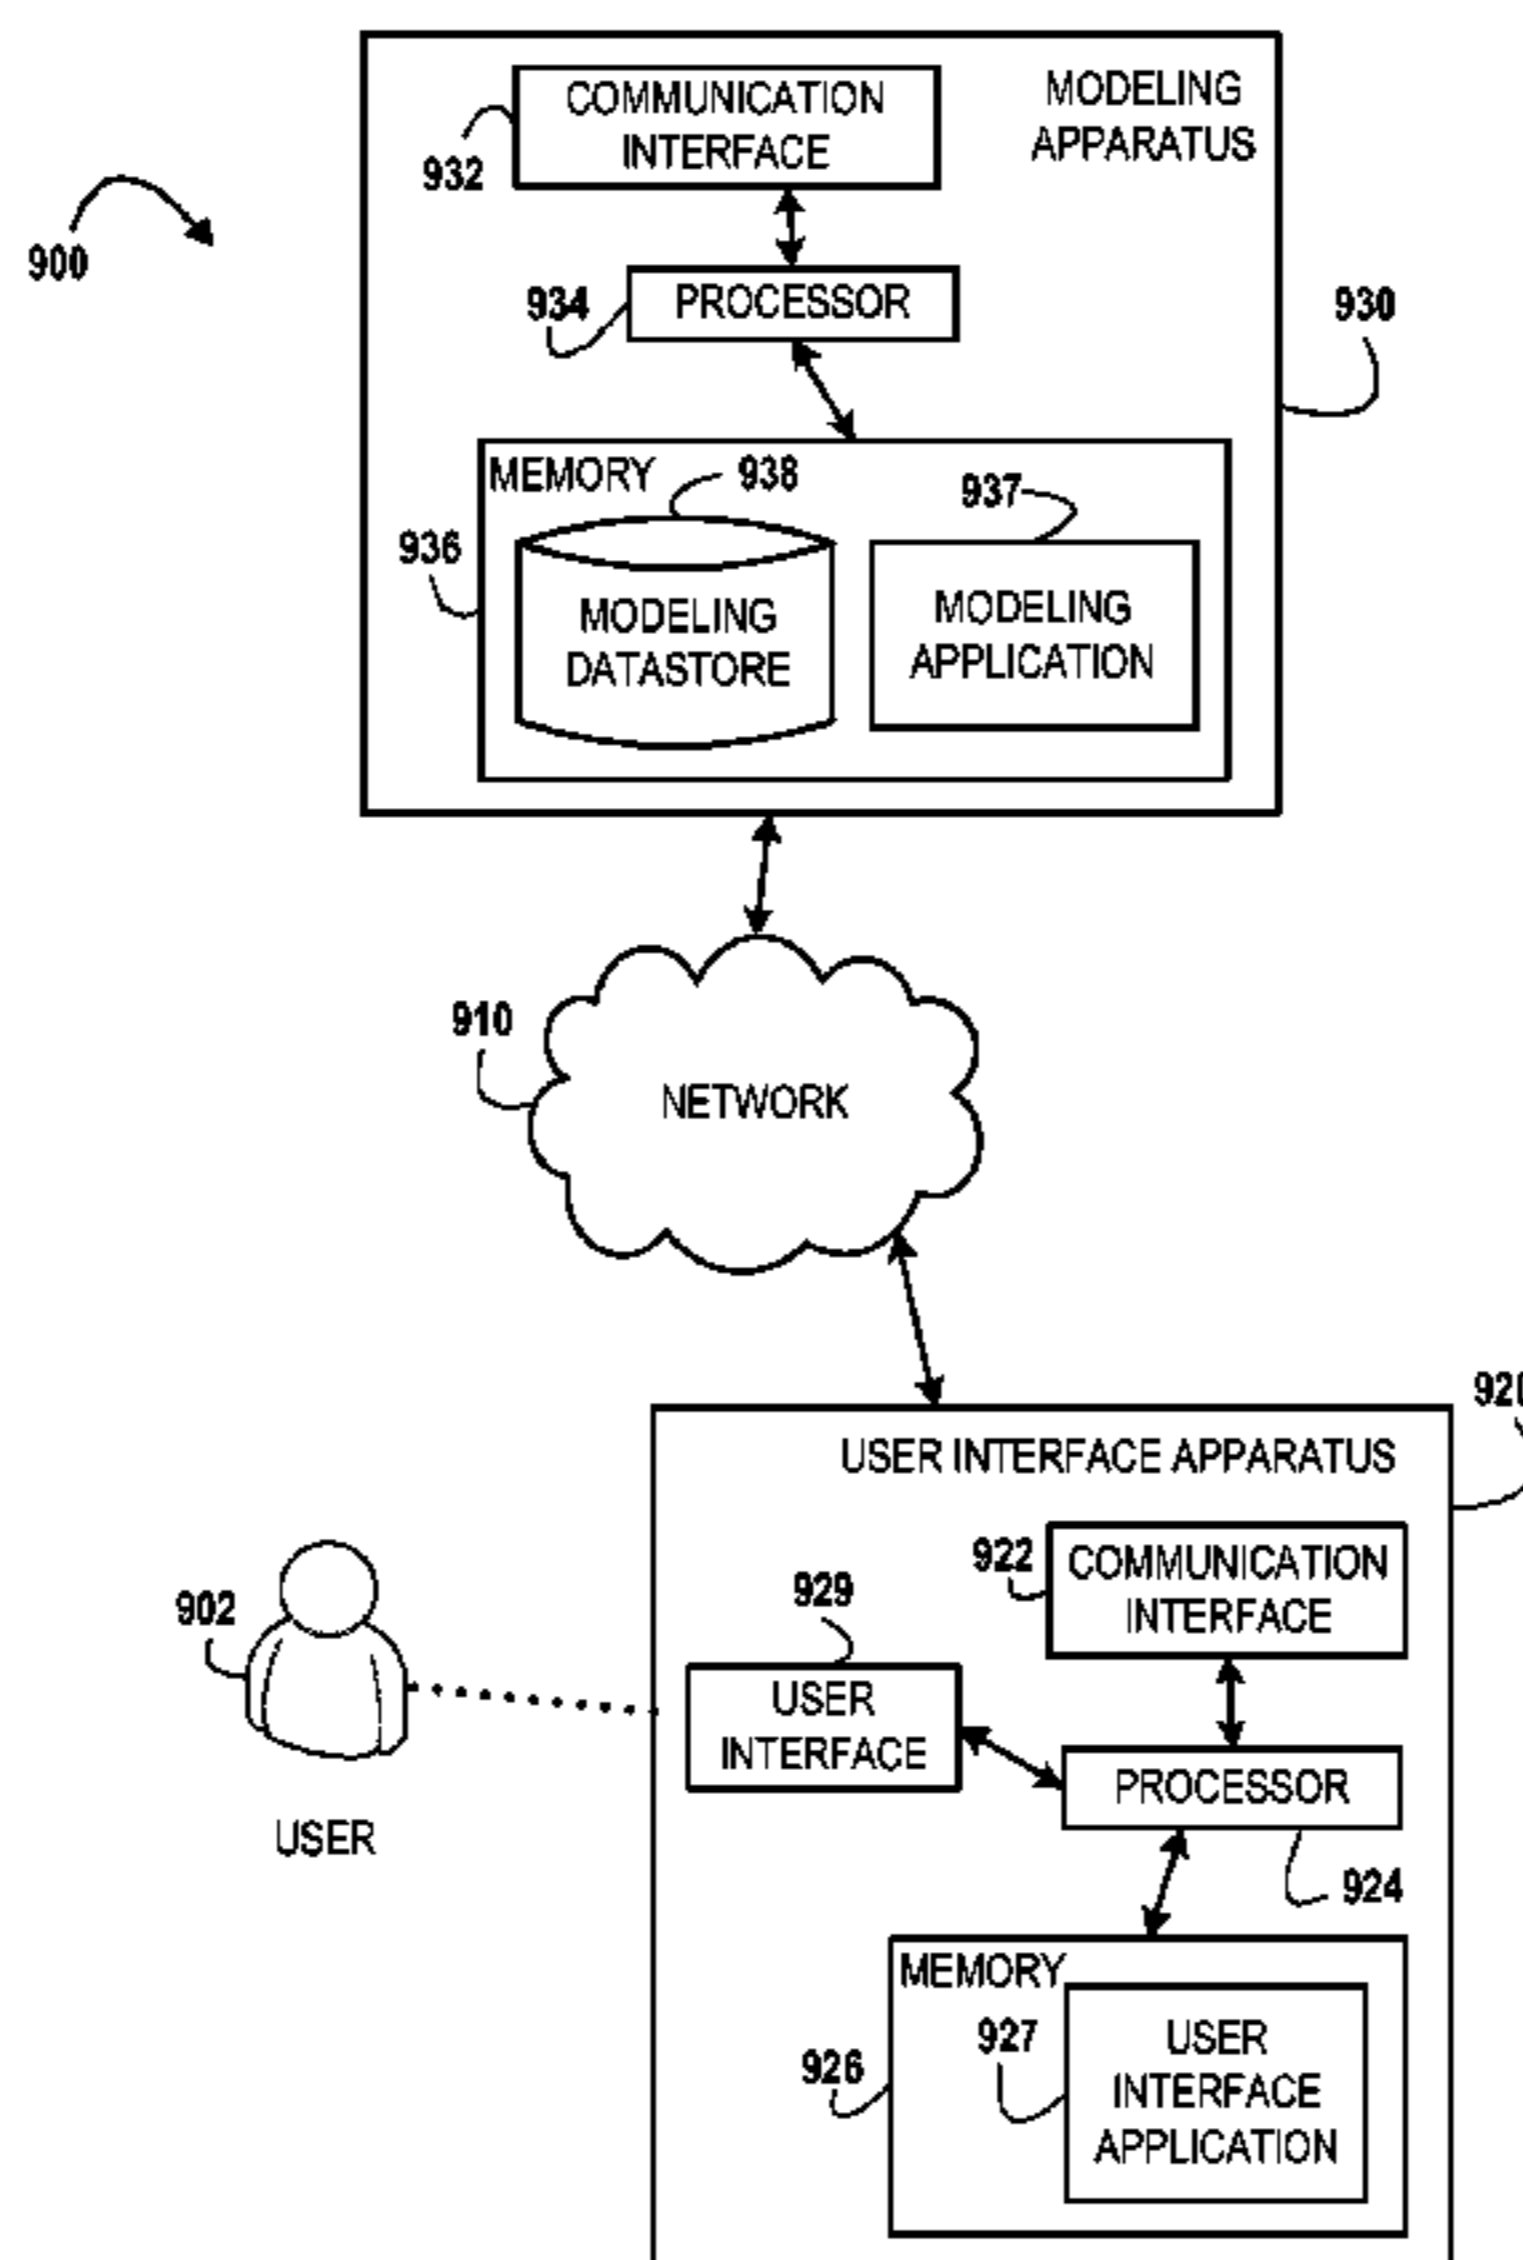 COMMUNICATION
INTERFACE
MODELING
APPARATUS
932
900
934
PROCESSOR
930
MEMORY
938
937
936
MODELING
DATASTORE
MODELING
APPLICATION
910
NETWORK
920
USER INTERFACE APPARATUS
922
COMMUNICATION
INTERFACE
929
902
USER
INTERFACE
PROCESSOR
USER
924
MEMORY
927
926
USER
INTERFACE
APPLICATION